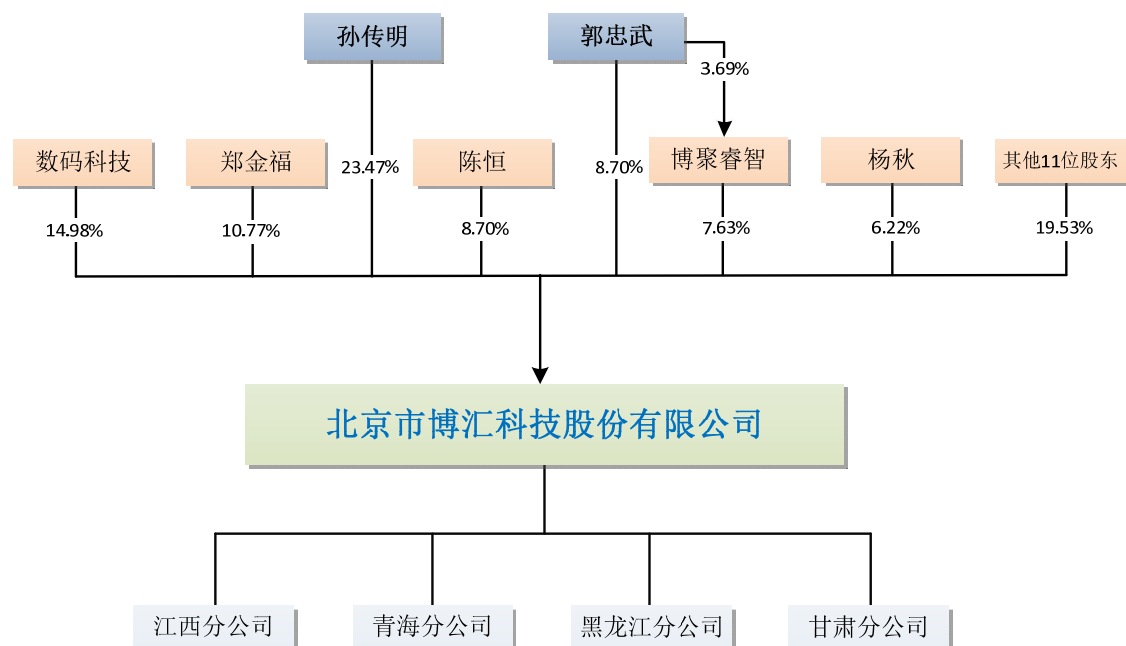 孙传明
郭忠武
3.69%
数码科技
郑金福
23.47%
陈恒
8.70%
博聚睿智
杨秋
其他11位股东
14.98%
10.77%
8.70%
7.63%
6.22%
19.53%
北京市博汇科技股份有限公司
江西分公司
青海分公司
黑龙江分公司
甘肃分公司